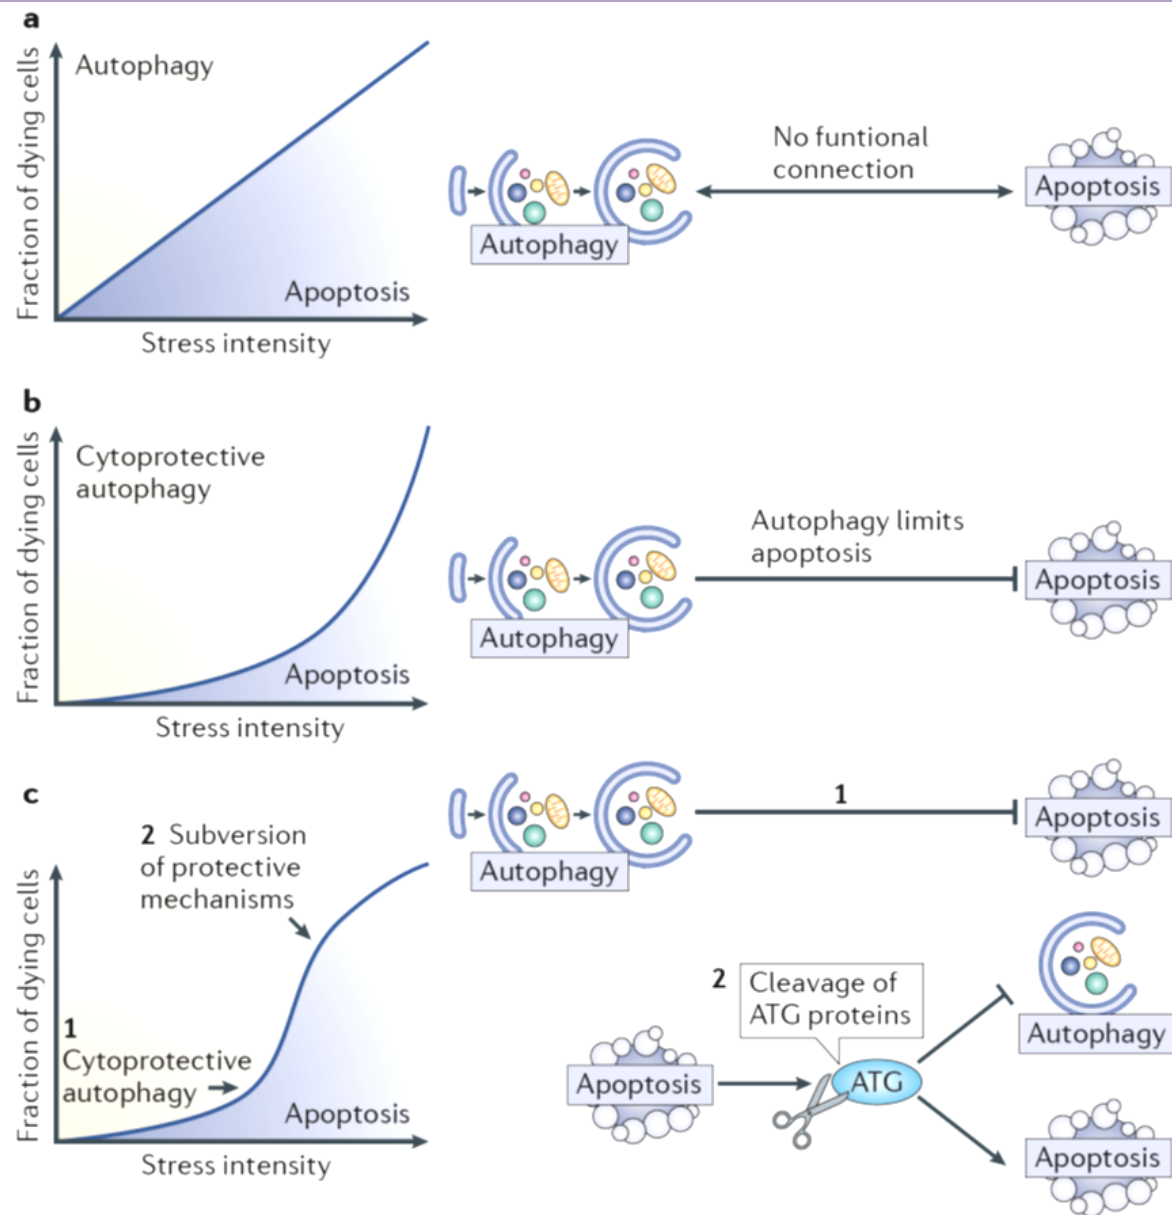 a
Fraction of dying cells
Autophagy
Apoptosis
Stress intensity
Autophagy
No funtional
connection
Apoptosis
b
Fraction of dying cells
Cytoprotective
autophagy
Apoptosis
Stress intensity
Autophagy
Autophagy limits
apoptosis
Apoptosis
c
Fraction of dying cells
2 Subversion
of protective
mechanisms
1
Cytoprotective
autophagy
Apoptosis
Stress intensity
Autophagy
1
Apoptosis
2
Cleavage of
ATG proteins
Apoptosis
ATG
Autophagy
Apoptosis